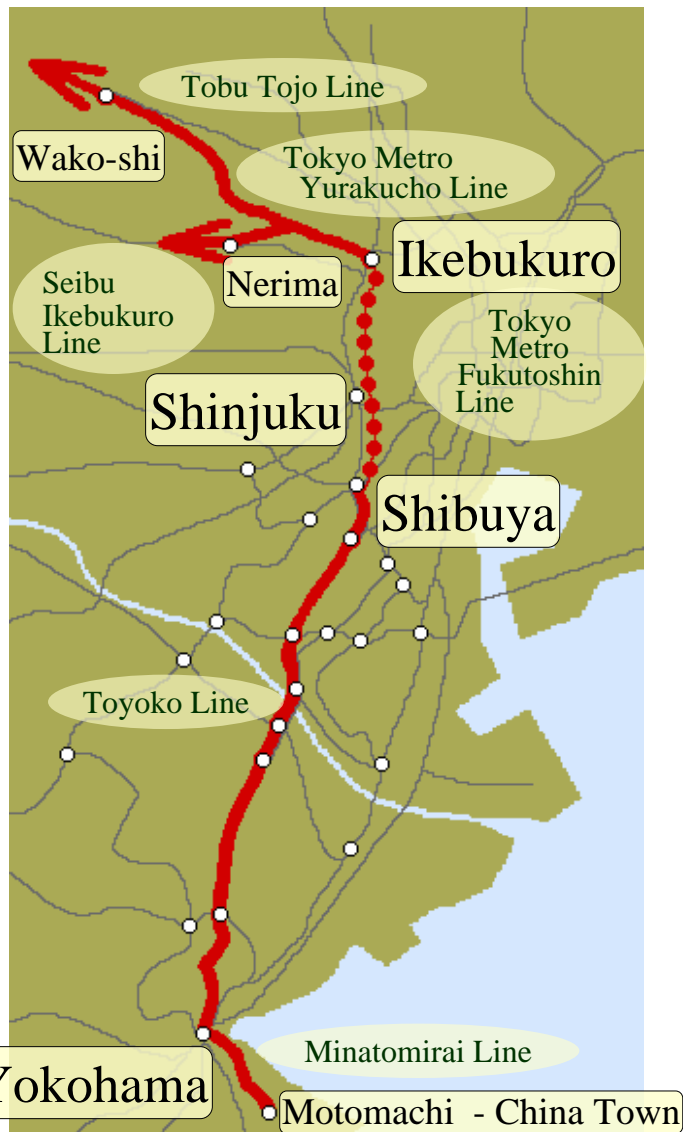 Tobu Tojo Line
Wako-shi
Tokyo Metro
Yurakucho Line
Ikebukuro
Nerima
Seibu
Ikebukuro
Line
Tokyo
Metro
Fukutoshin
Line
Shinjuku
Shibuya
Toyoko Line
Minatomirai Line
Yokohama
Motomachi - China Town